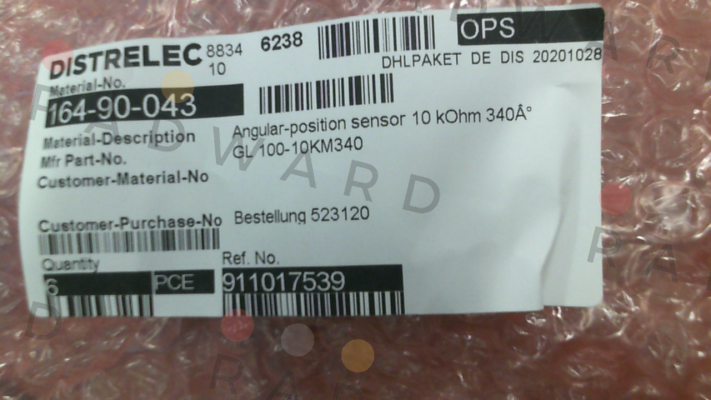 DISTRELEC 8834 6238 OPS
10
DHLPAKET DE DIS 20201028
Material-No.
164-90-043
Material-Description Angular-position sensor 10 kOhm 340Â°
Mfr Part-No. GL 100-10KM340
Customer-Material-No
Customer-Purchase-No Bestellung 523120
Quantity Ref. No.
6 PCE 911017539
PADWARD